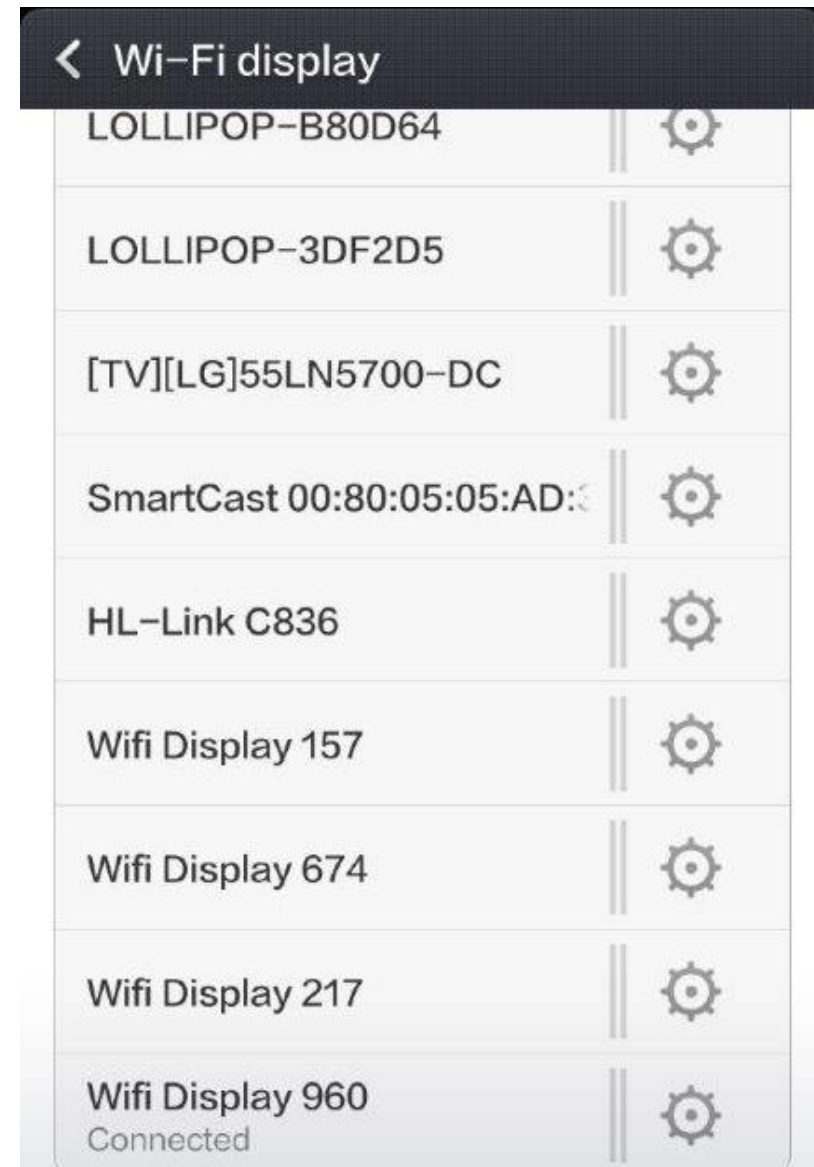 Wi-Fi display
LOLLIPOP-B80D64
LOLLIPOP-3DF2D5
[TV][LG]55LN5700-DC
SmartCast 00:80:05:05:AD:
HL-Link C836
Wifi Display 157
Wifi Display 674
Wifi Display 217
Wifi Display 960
Connected